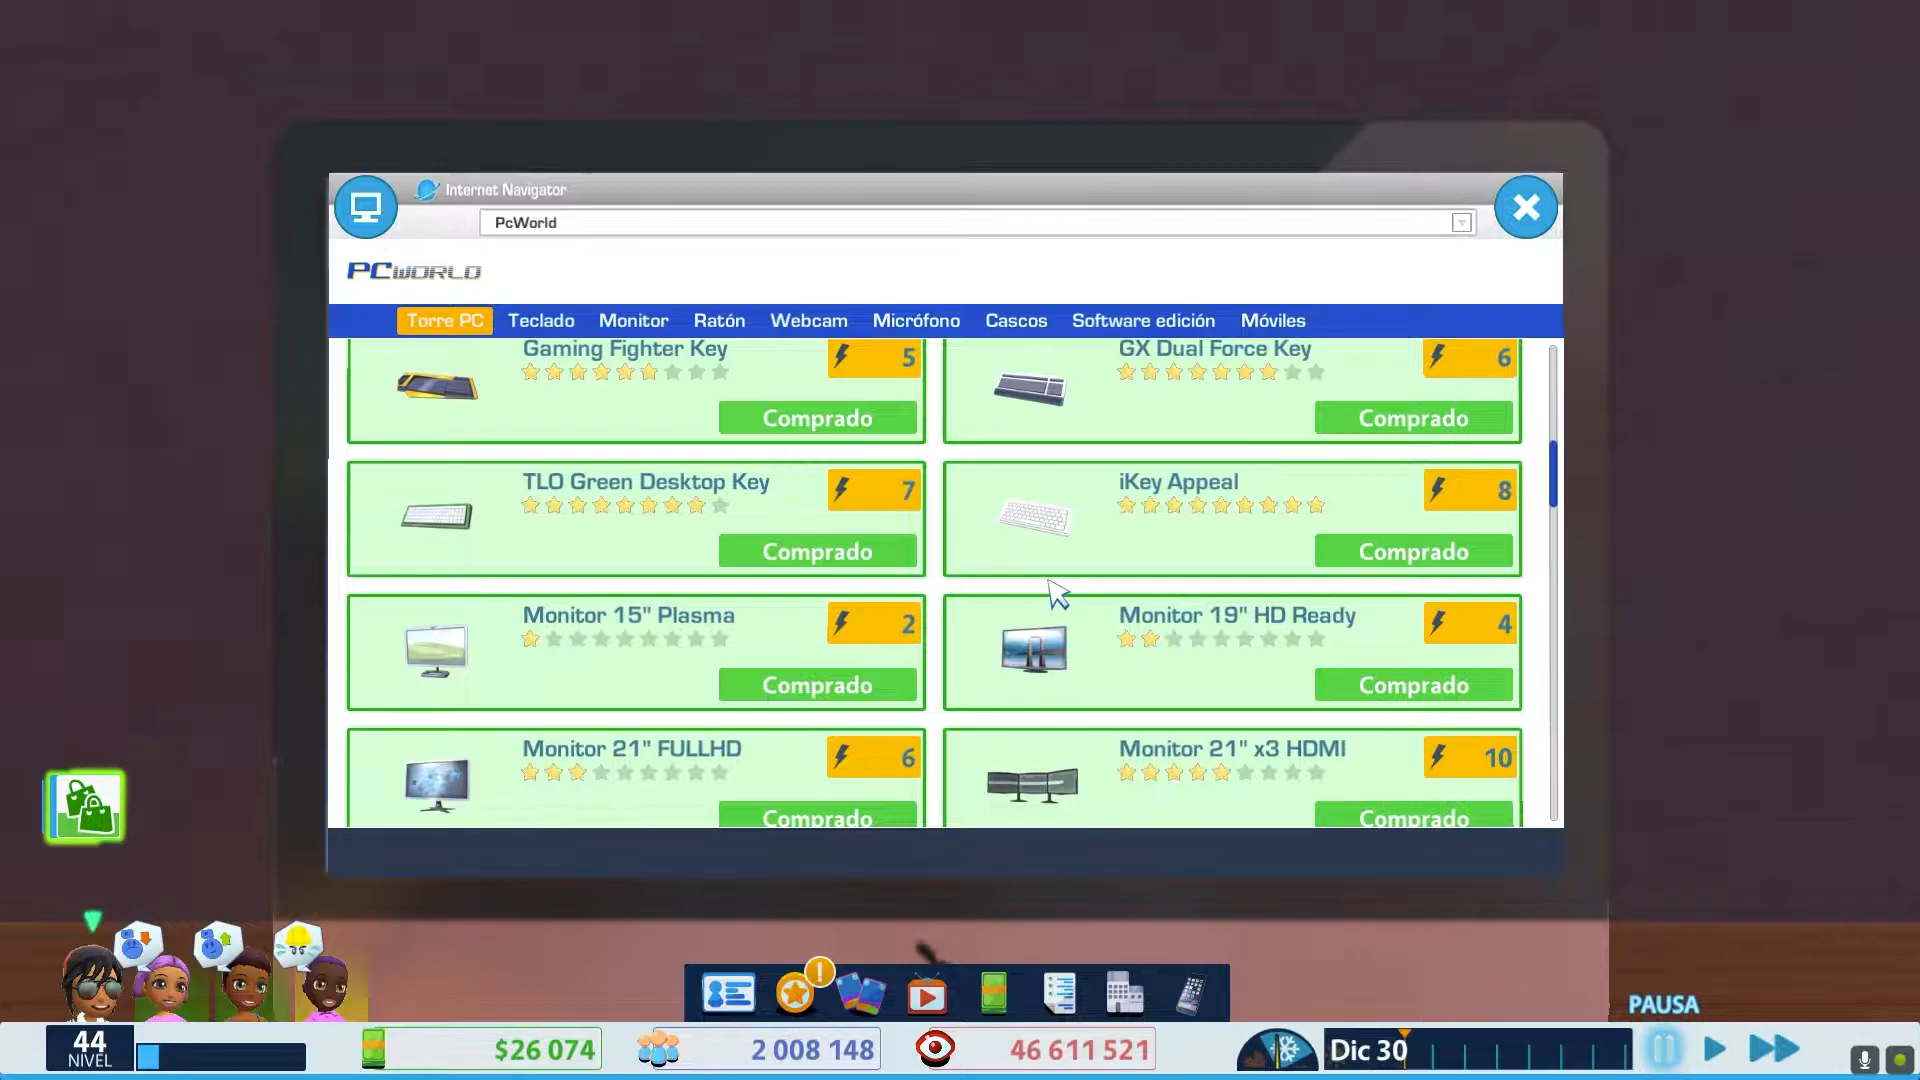 Internet Navigator
PcWorld
PCWORLD
Torre PC Teclado Monitor Ratón Webcam Micrófono Cascos Software edición Móviles
Gaming Fighter Key 5
Comprado
GX Dual Force Key 6
Comprado
TLO Green Desktop Key 7
Comprado
iKey Appeal 8
Comprado
Monitor 15" Plasma 2
Comprado
Monitor 19" HD Ready 4
Comprado
Monitor 21" FULLHD 6
Comprado
Monitor 21" x3 HDMI 10
Comprado
!
PAUSA
44
NIVEL
$26 074
2 008 148
46 611 521
Dic 30